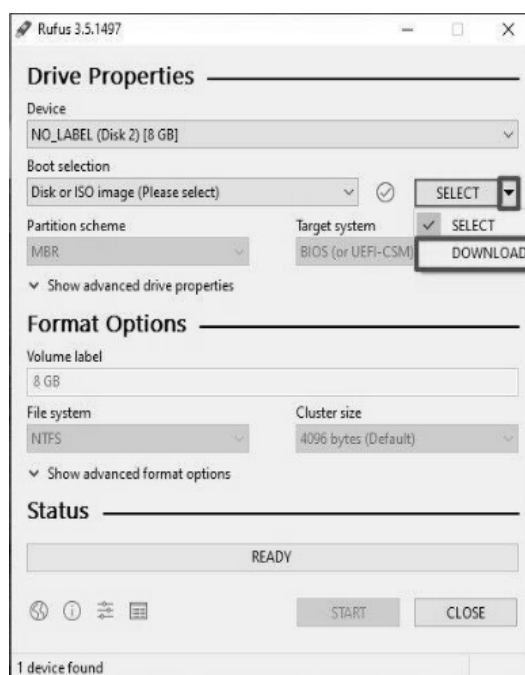 Rufus 3.5.1497
Drive Properties
Device
NO_LABEL (Disk 2) [8 GB]
Boot selection
Disk or ISO image (Please select)
SELECT
SELECT
DOWNLOAD
Partition scheme
Target system
MBR
BIOS (or UEFI-CSM)
Show advanced drive properties
Format Options
Volume label
8 GB
File system
Cluster size
NTFS
4096 bytes (Default)
Show advanced format options
Status
READY
START
CLOSE
1 device found